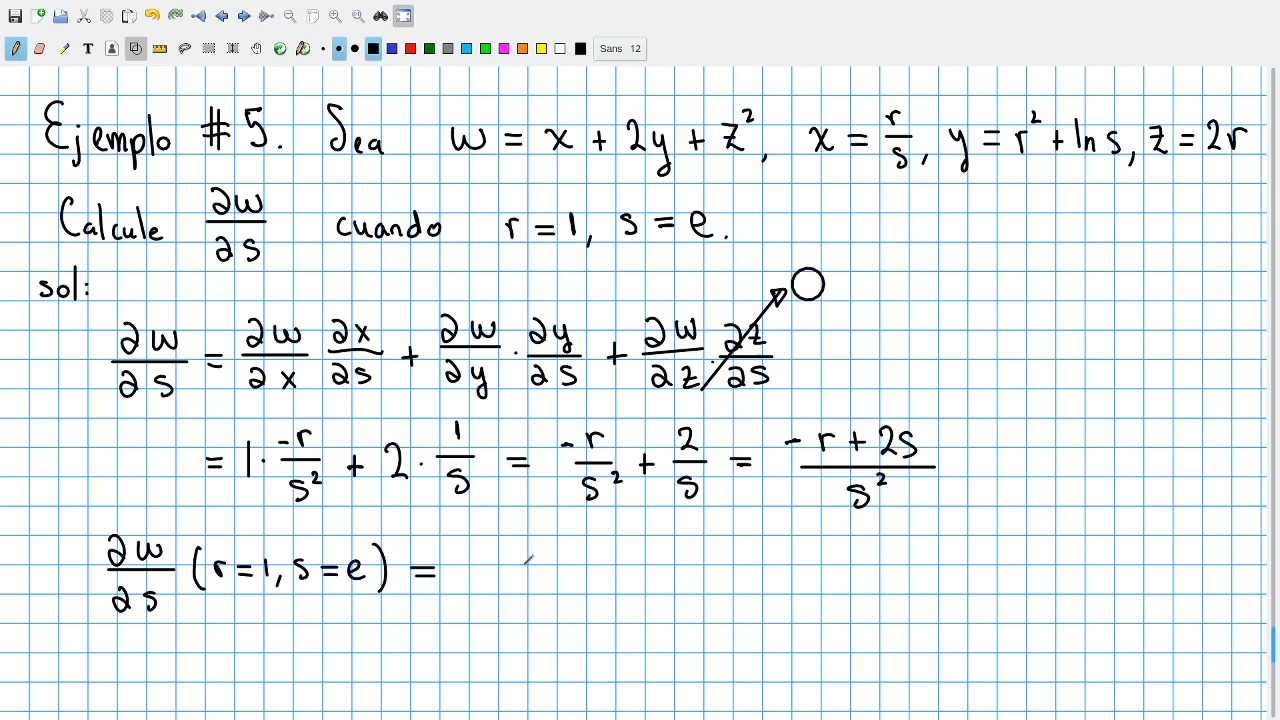 Sans 12
Ejemplo #5. Sea w = x + 2y + z², x = r/s, y = r² + ln s, z = 2r
Calcule ∂w/∂s cuando r = 1, s = e.
sol:
∂w/∂s = ∂w/∂x ∂x/∂s + ∂w/∂y · ∂y/∂s + ∂w/∂z · ∂z/∂s ↗ 0
= 1 · -r/s² + 2 · 1/s = -r/s² + 2/s = (-r + 2s)/s²
∂w/∂s (r = 1, s = e) =